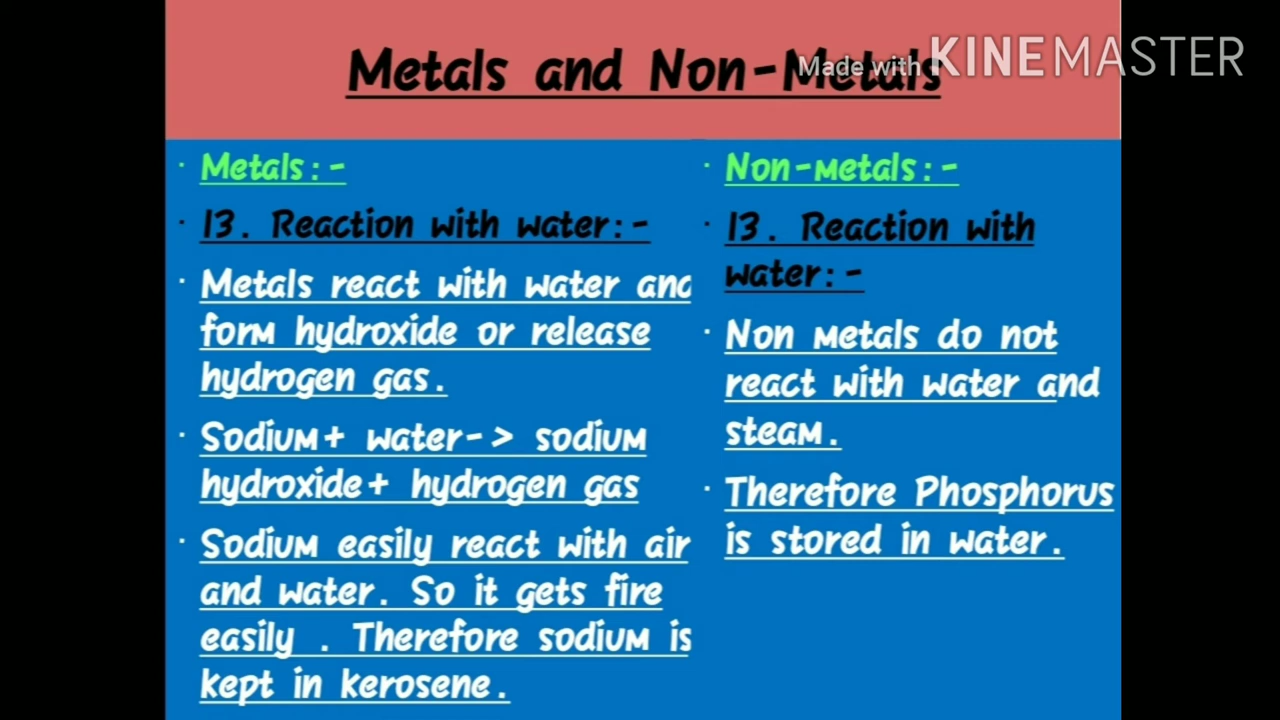 Metals and Non-Metals
Made with KINEMASTER
· Metals:-
· 13. Reaction with water:-
· Metals react with water and
form hydroxide or release
hydrogen gas.
· Sodium+ water-> sodium
hydroxide+ hydrogen gas
· Sodium easily react with air
and water. So it gets fire
easily . Therefore sodium is
kept in kerosene.
· Non-metals:-
· 13. Reaction with
water:-
· Non metals do not
react with water and
steam.
· Therefore Phosphorus
is stored in water.